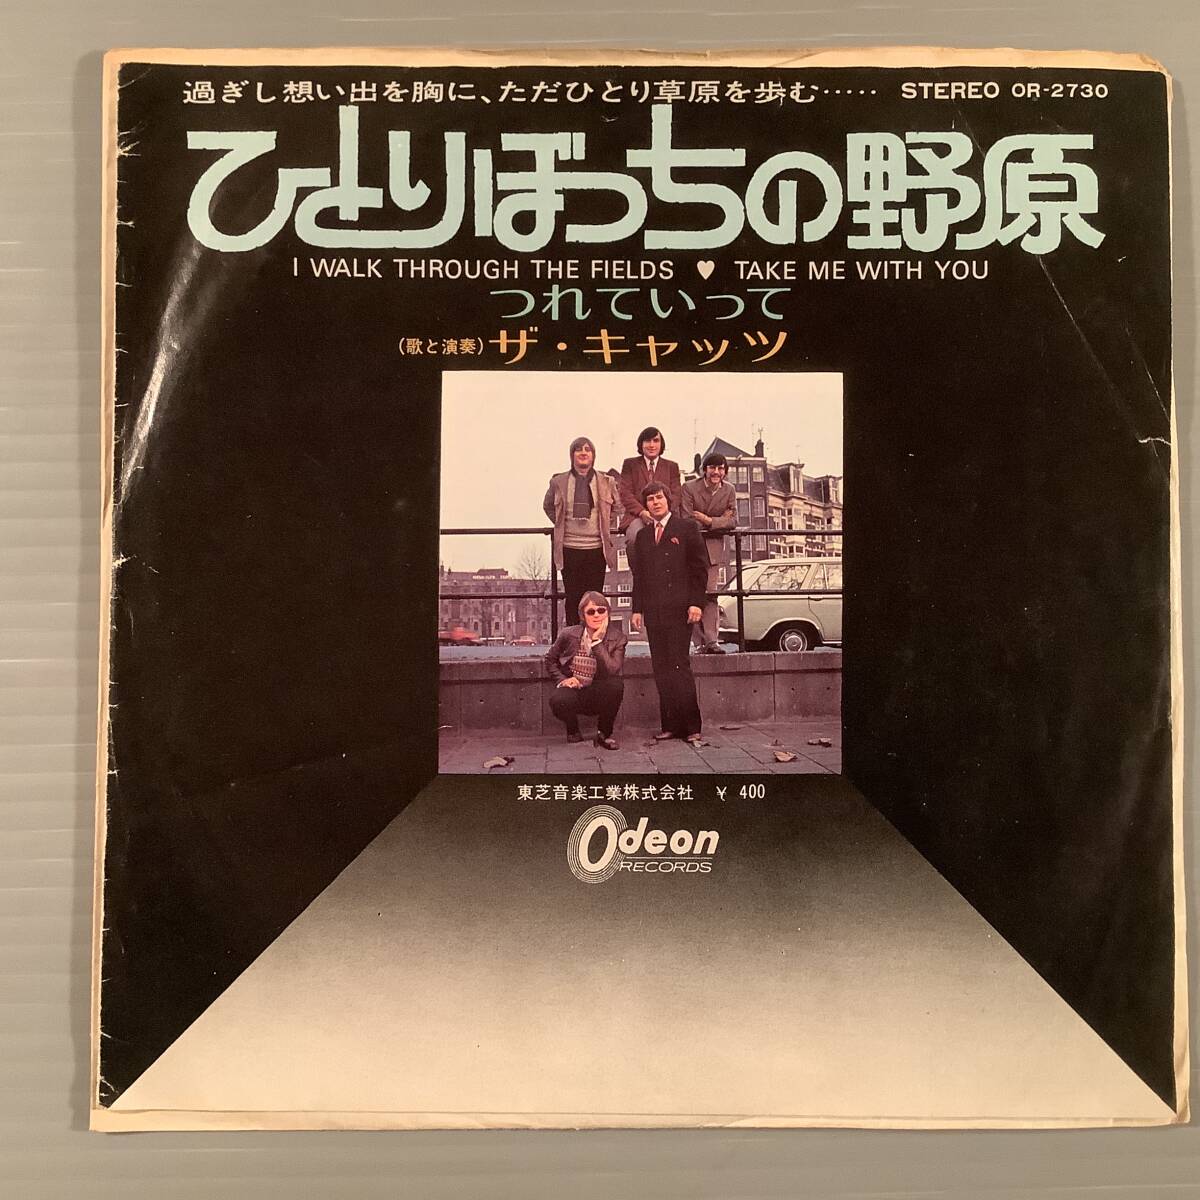 過ぎし想い出を胸に、ただひとり草原を歩む‥‥‥ STEREO OR-2730
ひとりぼっちの野原
I WALK THROUGH THE FIELDS ♥ TAKE ME WITH YOU
つれていって
(歌と演奏) ザ・キャッツ
東芝音楽工業株式会社 ￥ 400
Odeon
RECORDS